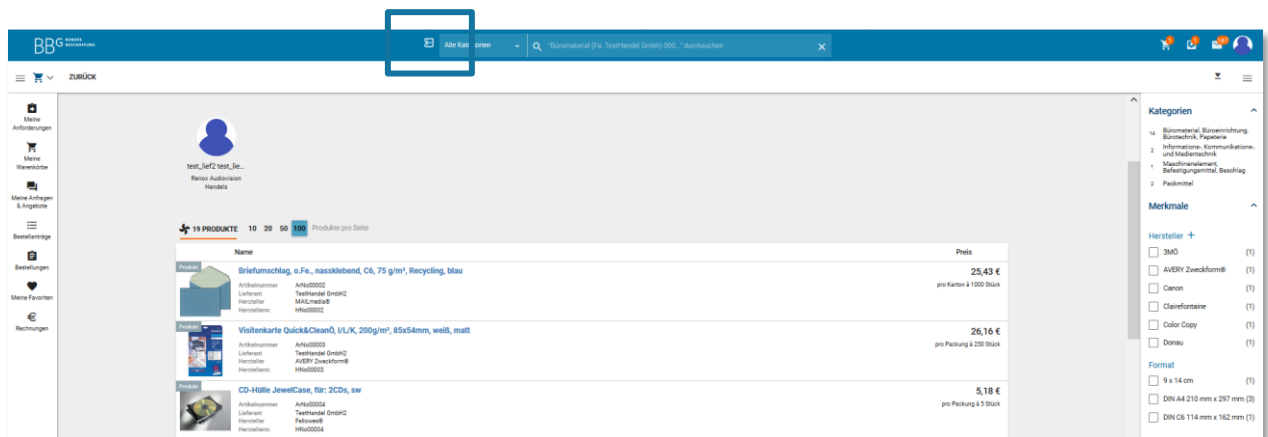 BBG BUNDES BESCHAFFUNG
Alle Kategorien
"Büromaterial (Fa. TestHandel Gmbh) 000..." durchsuchen
187
ZURÜCK
Meine
Anforderungen
Meine
Warenkörbe
Meine Anfragen
& Angebote
Bestellanträge
Bestellungen
Meine Favoriten
Rechnungen
test_lief2 test_lie...
Renox Audiovision
Handels
19 PRODUKTE 10 20 50 100 Produkte pro Seite
Name Preis
Produkt
Briefumschlag, o.Fe., nassklebend, C6, 75 g/m², Recycling, blau 25,43 €
Artikelnummer ArNo00002 pro Karton à 1000 Stück
Lieferant TestHandel GmbH2
Hersteller MAILmedia®
Herstellernr. HNo00002
Produkt
Visitenkarte Quick&CleanÖ, I/L/K, 200g/m², 85x54mm, weiß, matt 26,16 €
Artikelnummer ArNo00003 pro Packung à 250 Stück
Lieferant TestHandel GmbH2
Hersteller AVERY Zweckform®
Herstellernr. HNo00003
Produkt
CD-Hülle JewelCase, für: 2CDs, sw 5,18 €
Artikelnummer ArNo00004 pro Packung à 5 Stück
Lieferant TestHandel GmbH2
Hersteller Fellowes®
Herstellernr. HNo00004
Kategorien
14 Büromaterial, Büroeinrichtung,
Bürotechnik, Papeterie
2 Informations-, Kommunikations-,
und Medientechnik
1 Maschinenelement,
Befestigungsmittel, Beschlag
2 Packmittel
Merkmale
Hersteller +
3MÖ (1)
AVERY Zweckform® (1)
Canon (1)
Clairefontaine (1)
Color Copy (1)
Donau (1)
Format
9 x 14 cm (1)
DIN A4 210 mm x 297 mm (3)
DIN C6 114 mm x 162 mm (1)